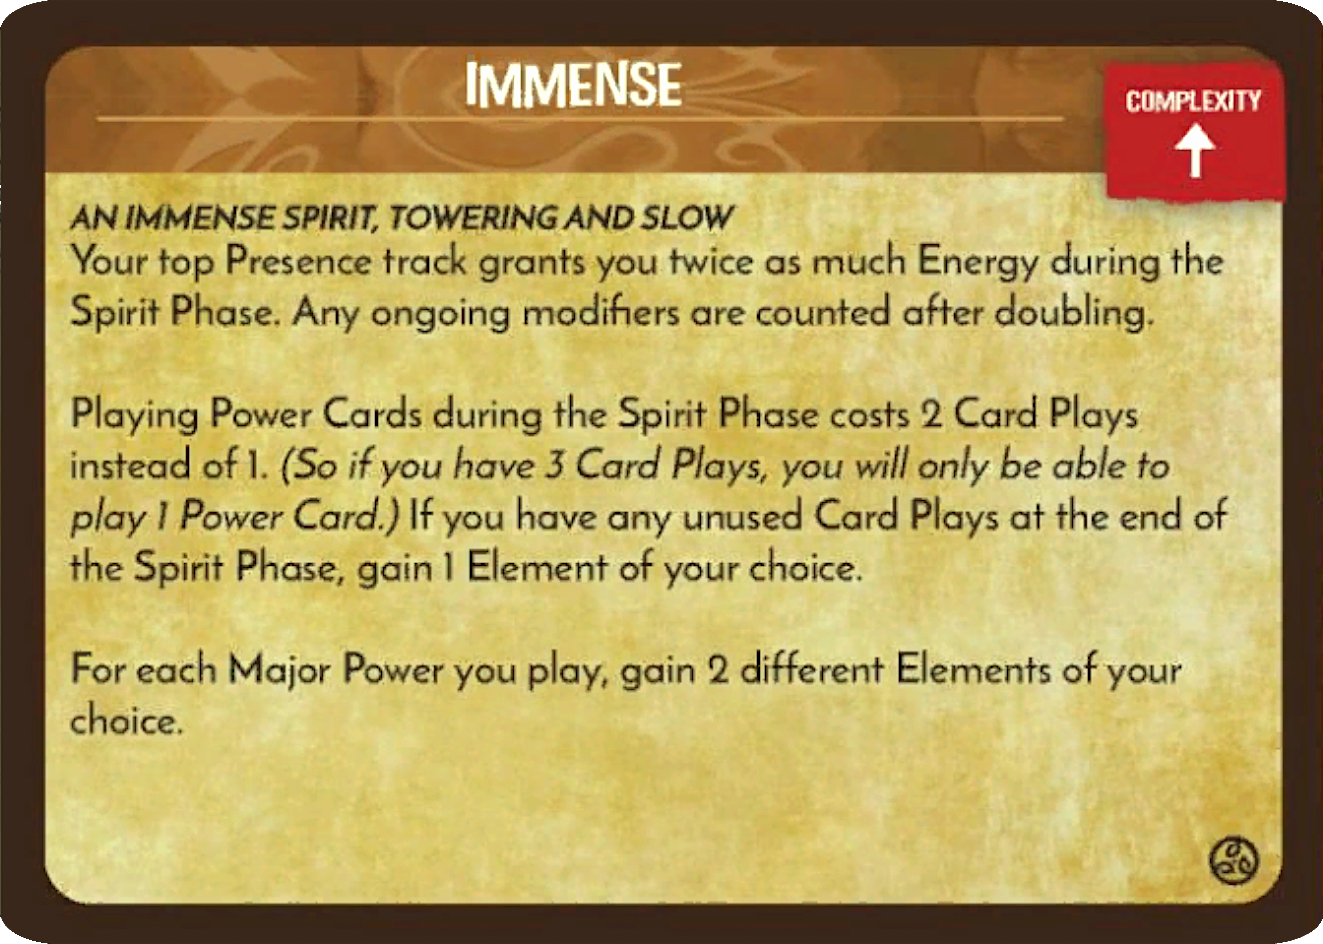 IMMENSE
COMPLEXITY
AN IMMENSE SPIRIT, TOWERING AND SLOW
Your top Presence track grants you twice as much Energy during the
Spirit Phase. Any ongoing modifiers are counted after doubling.
Playing Power Cards during the Spirit Phase costs 2 Card Plays
instead of 1. (So if you have 3 Card Plays, you will only be able to
play 1 Power Card.) If you have any unused Card Plays at the end of
the Spirit Phase, gain 1 Element of your choice.
For each Major Power you play, gain 2 different Elements of your
choice.